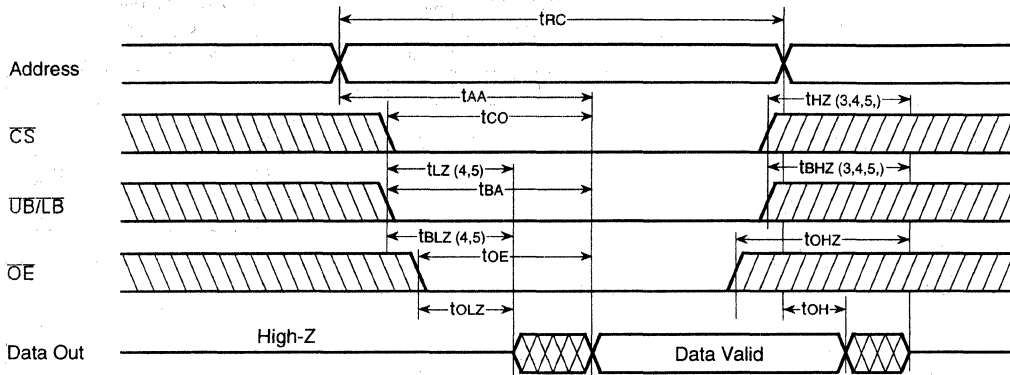 tRC
Address
tAA
tHZ (3,4,5,)
tCO
CS
tLZ (4,5)
tBHZ (3,4,5,)
tBA
UB/LB
tBLZ (4,5)
tOHZ
tOE
OE
tOLZ
tOH
High-Z
Data Out
Data Valid